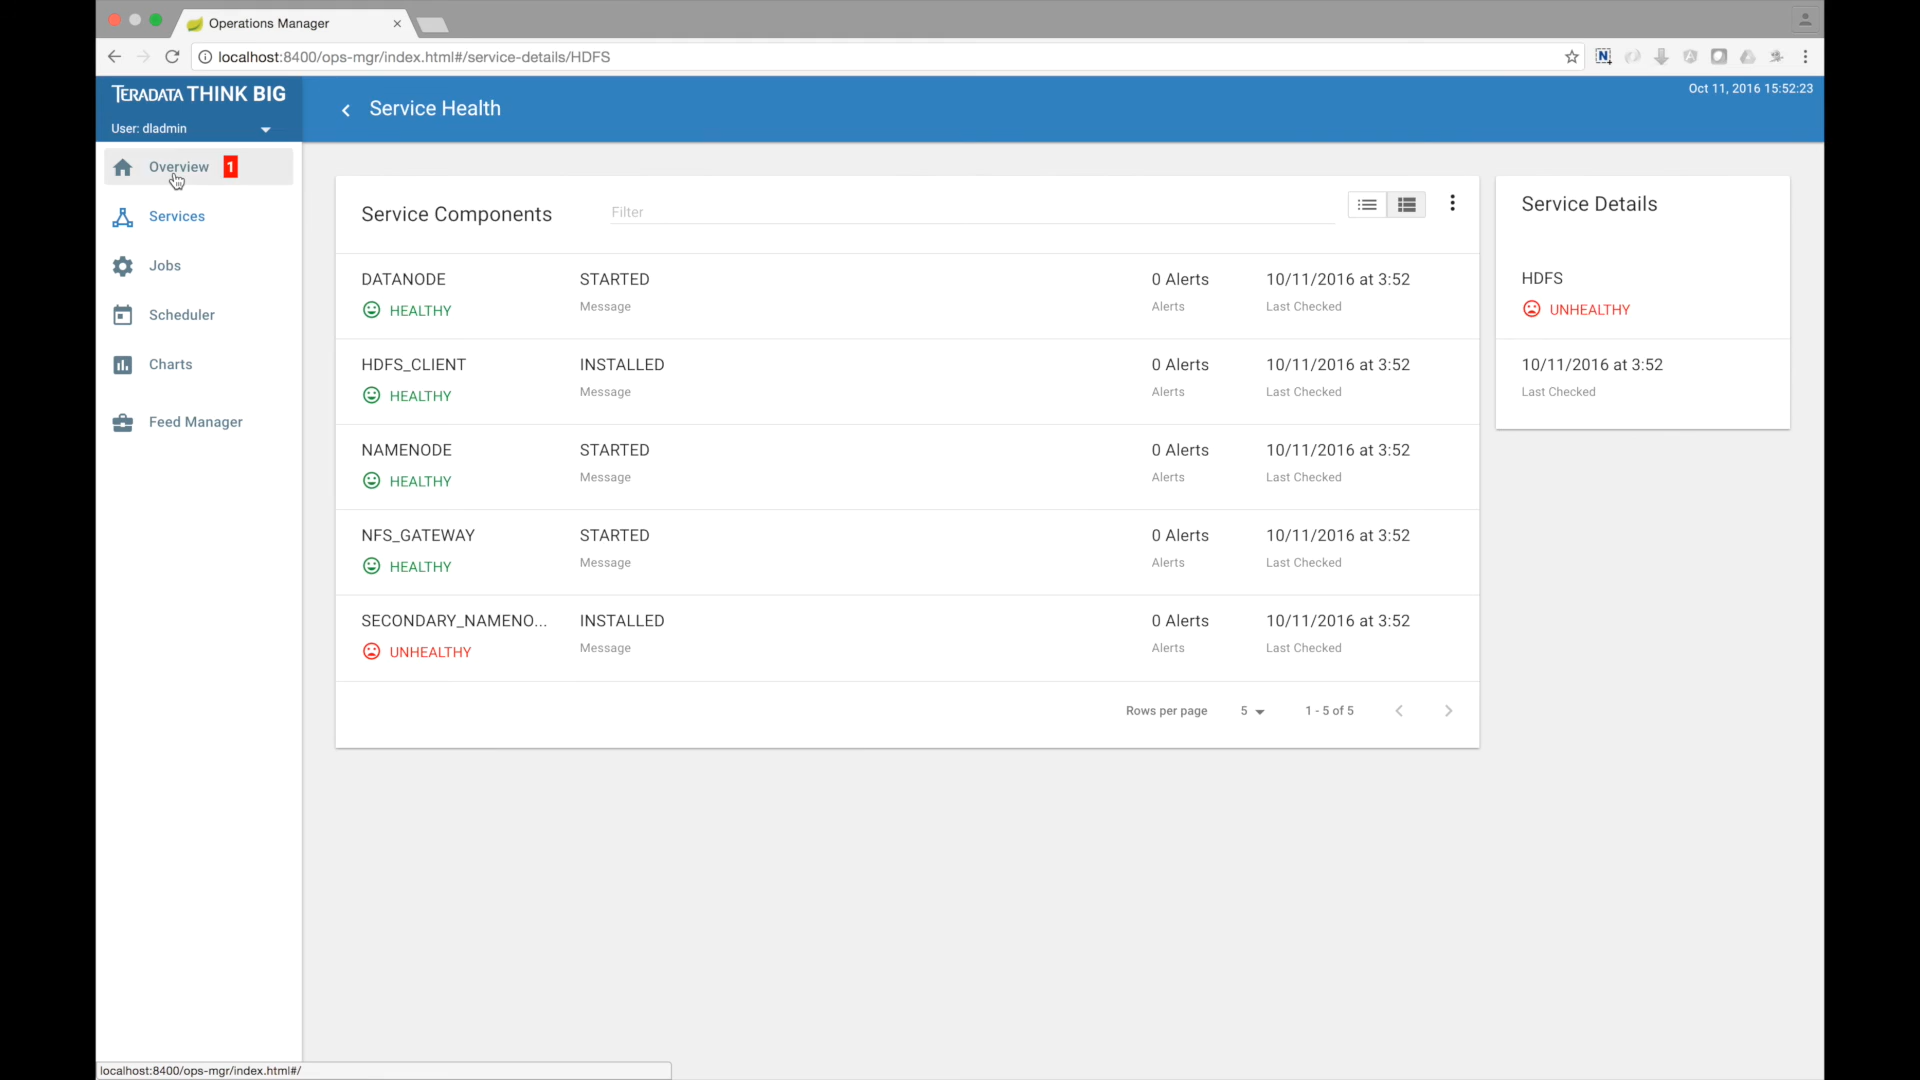 Operations Manager
localhost:8400/ops-mgr/index.html#/service-details/HDFS
TERADATA THINK BIG
User: dladmin
Service Health
Oct 11, 2016 15:52:23
Overview 1
Services
Jobs
Scheduler
Charts
Feed Manager
Service Components
Filter
DATANODE STARTED 0 Alerts 10/11/2016 at 3:52
HEALTHY Message Alerts Last Checked
HDFS_CLIENT INSTALLED 0 Alerts 10/11/2016 at 3:52
HEALTHY Message Alerts Last Checked
NAMENODE STARTED 0 Alerts 10/11/2016 at 3:52
HEALTHY Message Alerts Last Checked
NFS_GATEWAY STARTED 0 Alerts 10/11/2016 at 3:52
HEALTHY Message Alerts Last Checked
SECONDARY_NAMENO... INSTALLED 0 Alerts 10/11/2016 at 3:52
UNHEALTHY Message Alerts Last Checked
Rows per page 5 1 - 5 of 5
Service Details
HDFS
UNHEALTHY
10/11/2016 at 3:52
Last Checked
localhost:8400/ops-mgr/index.html#/